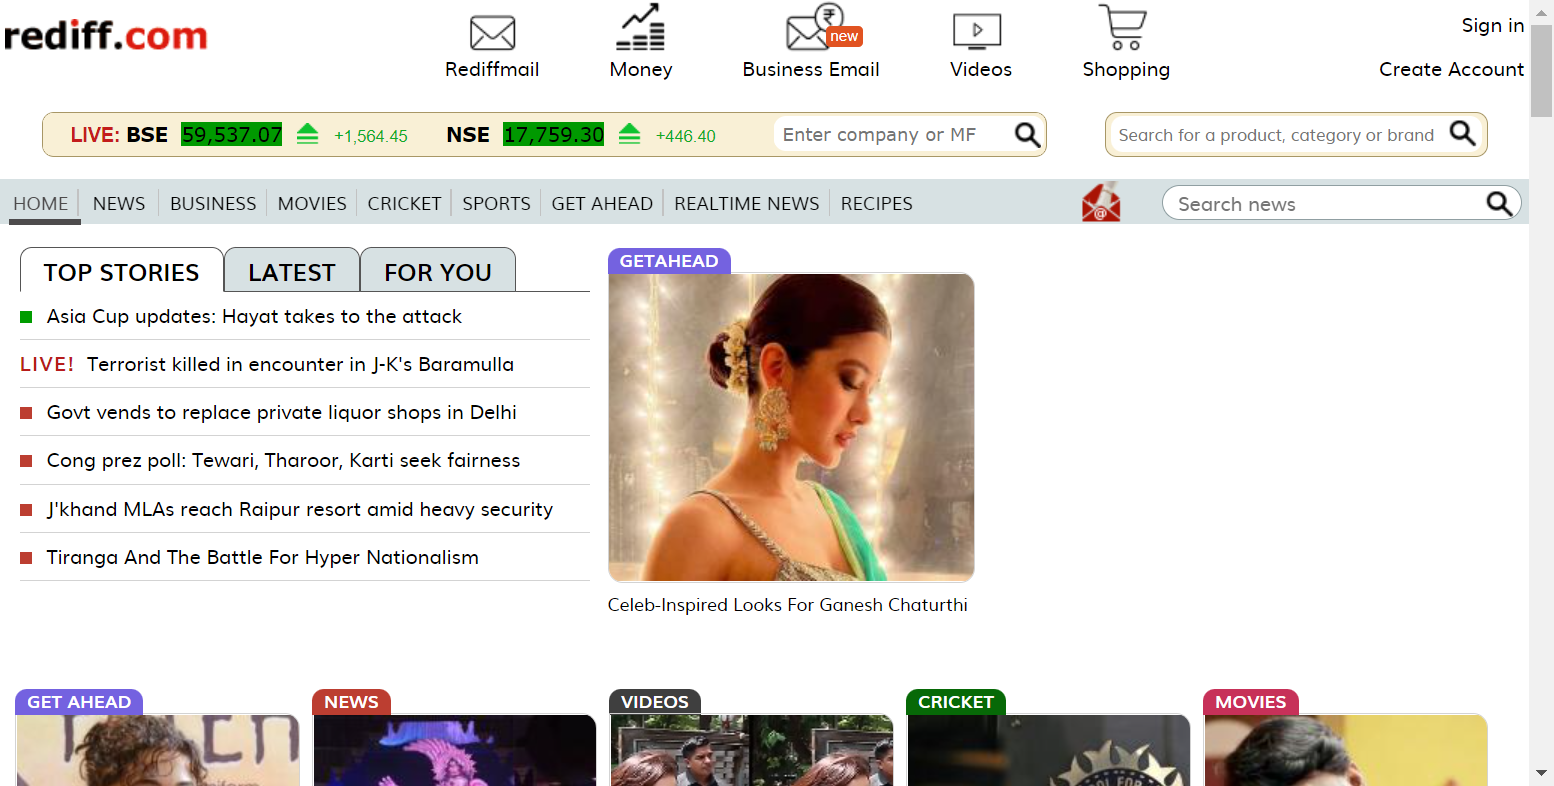 rediff.com
new
Sign in
Rediffmail
Money
Business Email
Videos
Shopping
Create Account
LIVE: BSE 59,537.07 +1,564.45 NSE 17,759.30 +446.40
Enter company or MF
Search for a product, category or brand
HOME NEWS BUSINESS MOVIES CRICKET SPORTS GET AHEAD REALTIME NEWS RECIPES
Search news
TOP STORIES LATEST FOR YOU
Asia Cup updates: Hayat takes to the attack
LIVE! Terrorist killed in encounter in J-K's Baramulla
Govt vends to replace private liquor shops in Delhi
Cong prez poll: Tewari, Tharoor, Karti seek fairness
J'khand MLAs reach Raipur resort amid heavy security
Tiranga And The Battle For Hyper Nationalism
GETAHEAD
Celeb-Inspired Looks For Ganesh Chaturthi
GET AHEAD
NEWS
VIDEOS
CRICKET
MOVIES